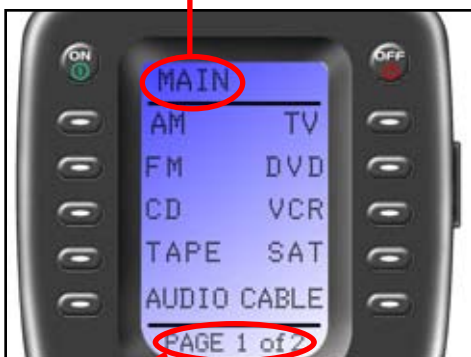 ON OFF
MAIN
AM TV
FM DVD
CD VCR
TAPE SAT
AUDIO CABLE
PAGE 1 of 2